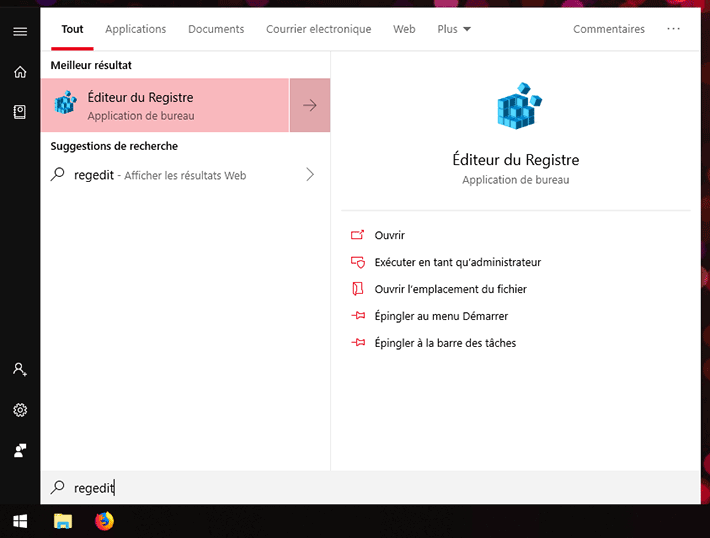 Tout Applications Documents Courrier electronique Web Plus Commentaires ...
Meilleur résultat
Éditeur du Registre
Application de bureau
Suggestions de recherche
regedit - Afficher les résultats Web
Éditeur du Registre
Application de bureau
Ouvrir
Exécuter en tant qu'administrateur
Ouvrir l'emplacement du fichier
Épingler au menu Démarrer
Épingler à la barre des tâches
regedit